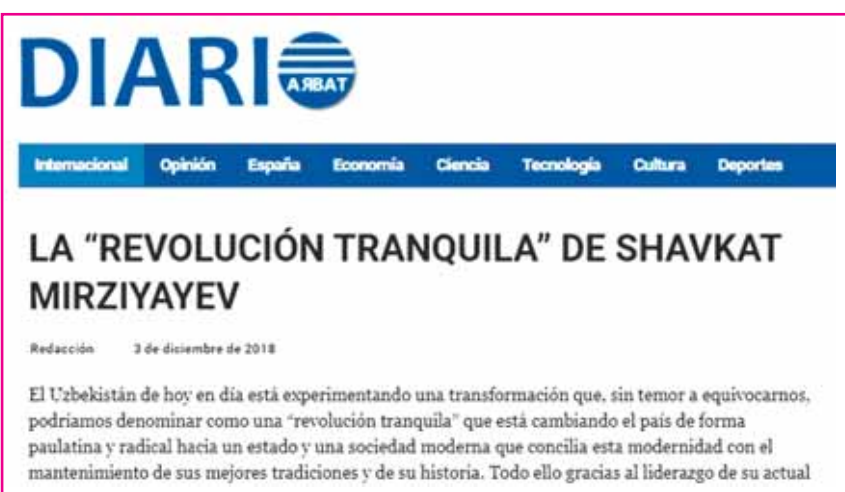 DIARIO
ARBAT
Internacional Opinión España Economía Ciencia Tecnología Cultura Deportes
LA “REVOLUCIÓN TRANQUILA” DE SHAVKAT
MIRZIYAYEV
Redacción 3 de diciembre de 2018
El Uzbekistán de hoy en día está experimentando una transformación que, sin temor a equivocarnos,
podríamos denominar como una “revolución tranquila” que está cambiando el país de forma
paulatina y radical hacia un estado y una sociedad moderna que concilia esta modernidad con el
mantenimiento de sus mejores tradiciones y de su historia. Todo ello gracias al liderazgo de su actual